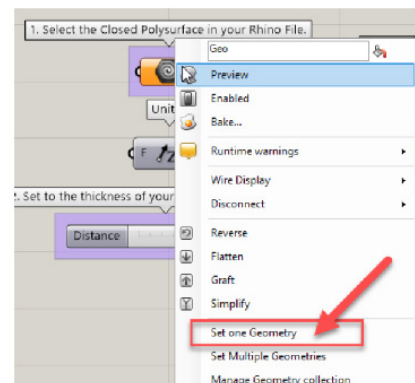 1. Select the Closed Polysurface in your Rhino File.
Geo
Preview
Unit
Enabled
Bake...
F
Runtime warnings
Wire Display
2. Set to the thickness of your
Disconnect
Distance
Reverse
Flatten
Graft
Simplify
Set one Geometry
Set Multiple Geometries
Manage Geometry collection